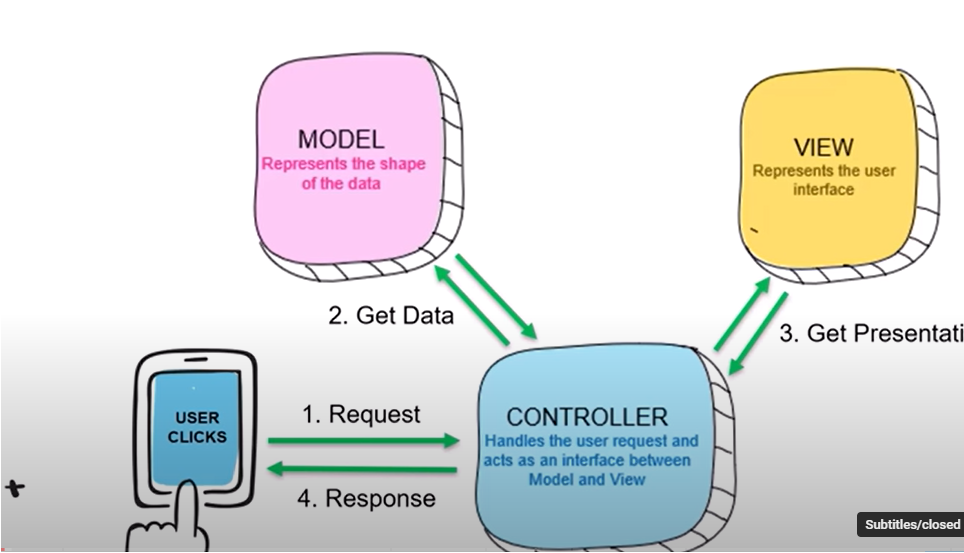 MODEL
Represents the shape
of the data
VIEW
Represents the user
interface
2. Get Data
3. Get Presentati
USER
CLICKS
1. Request
4. Response
CONTROLLER
Handles the user request and
acts as an interface between
Model and View
Subtitles/closed